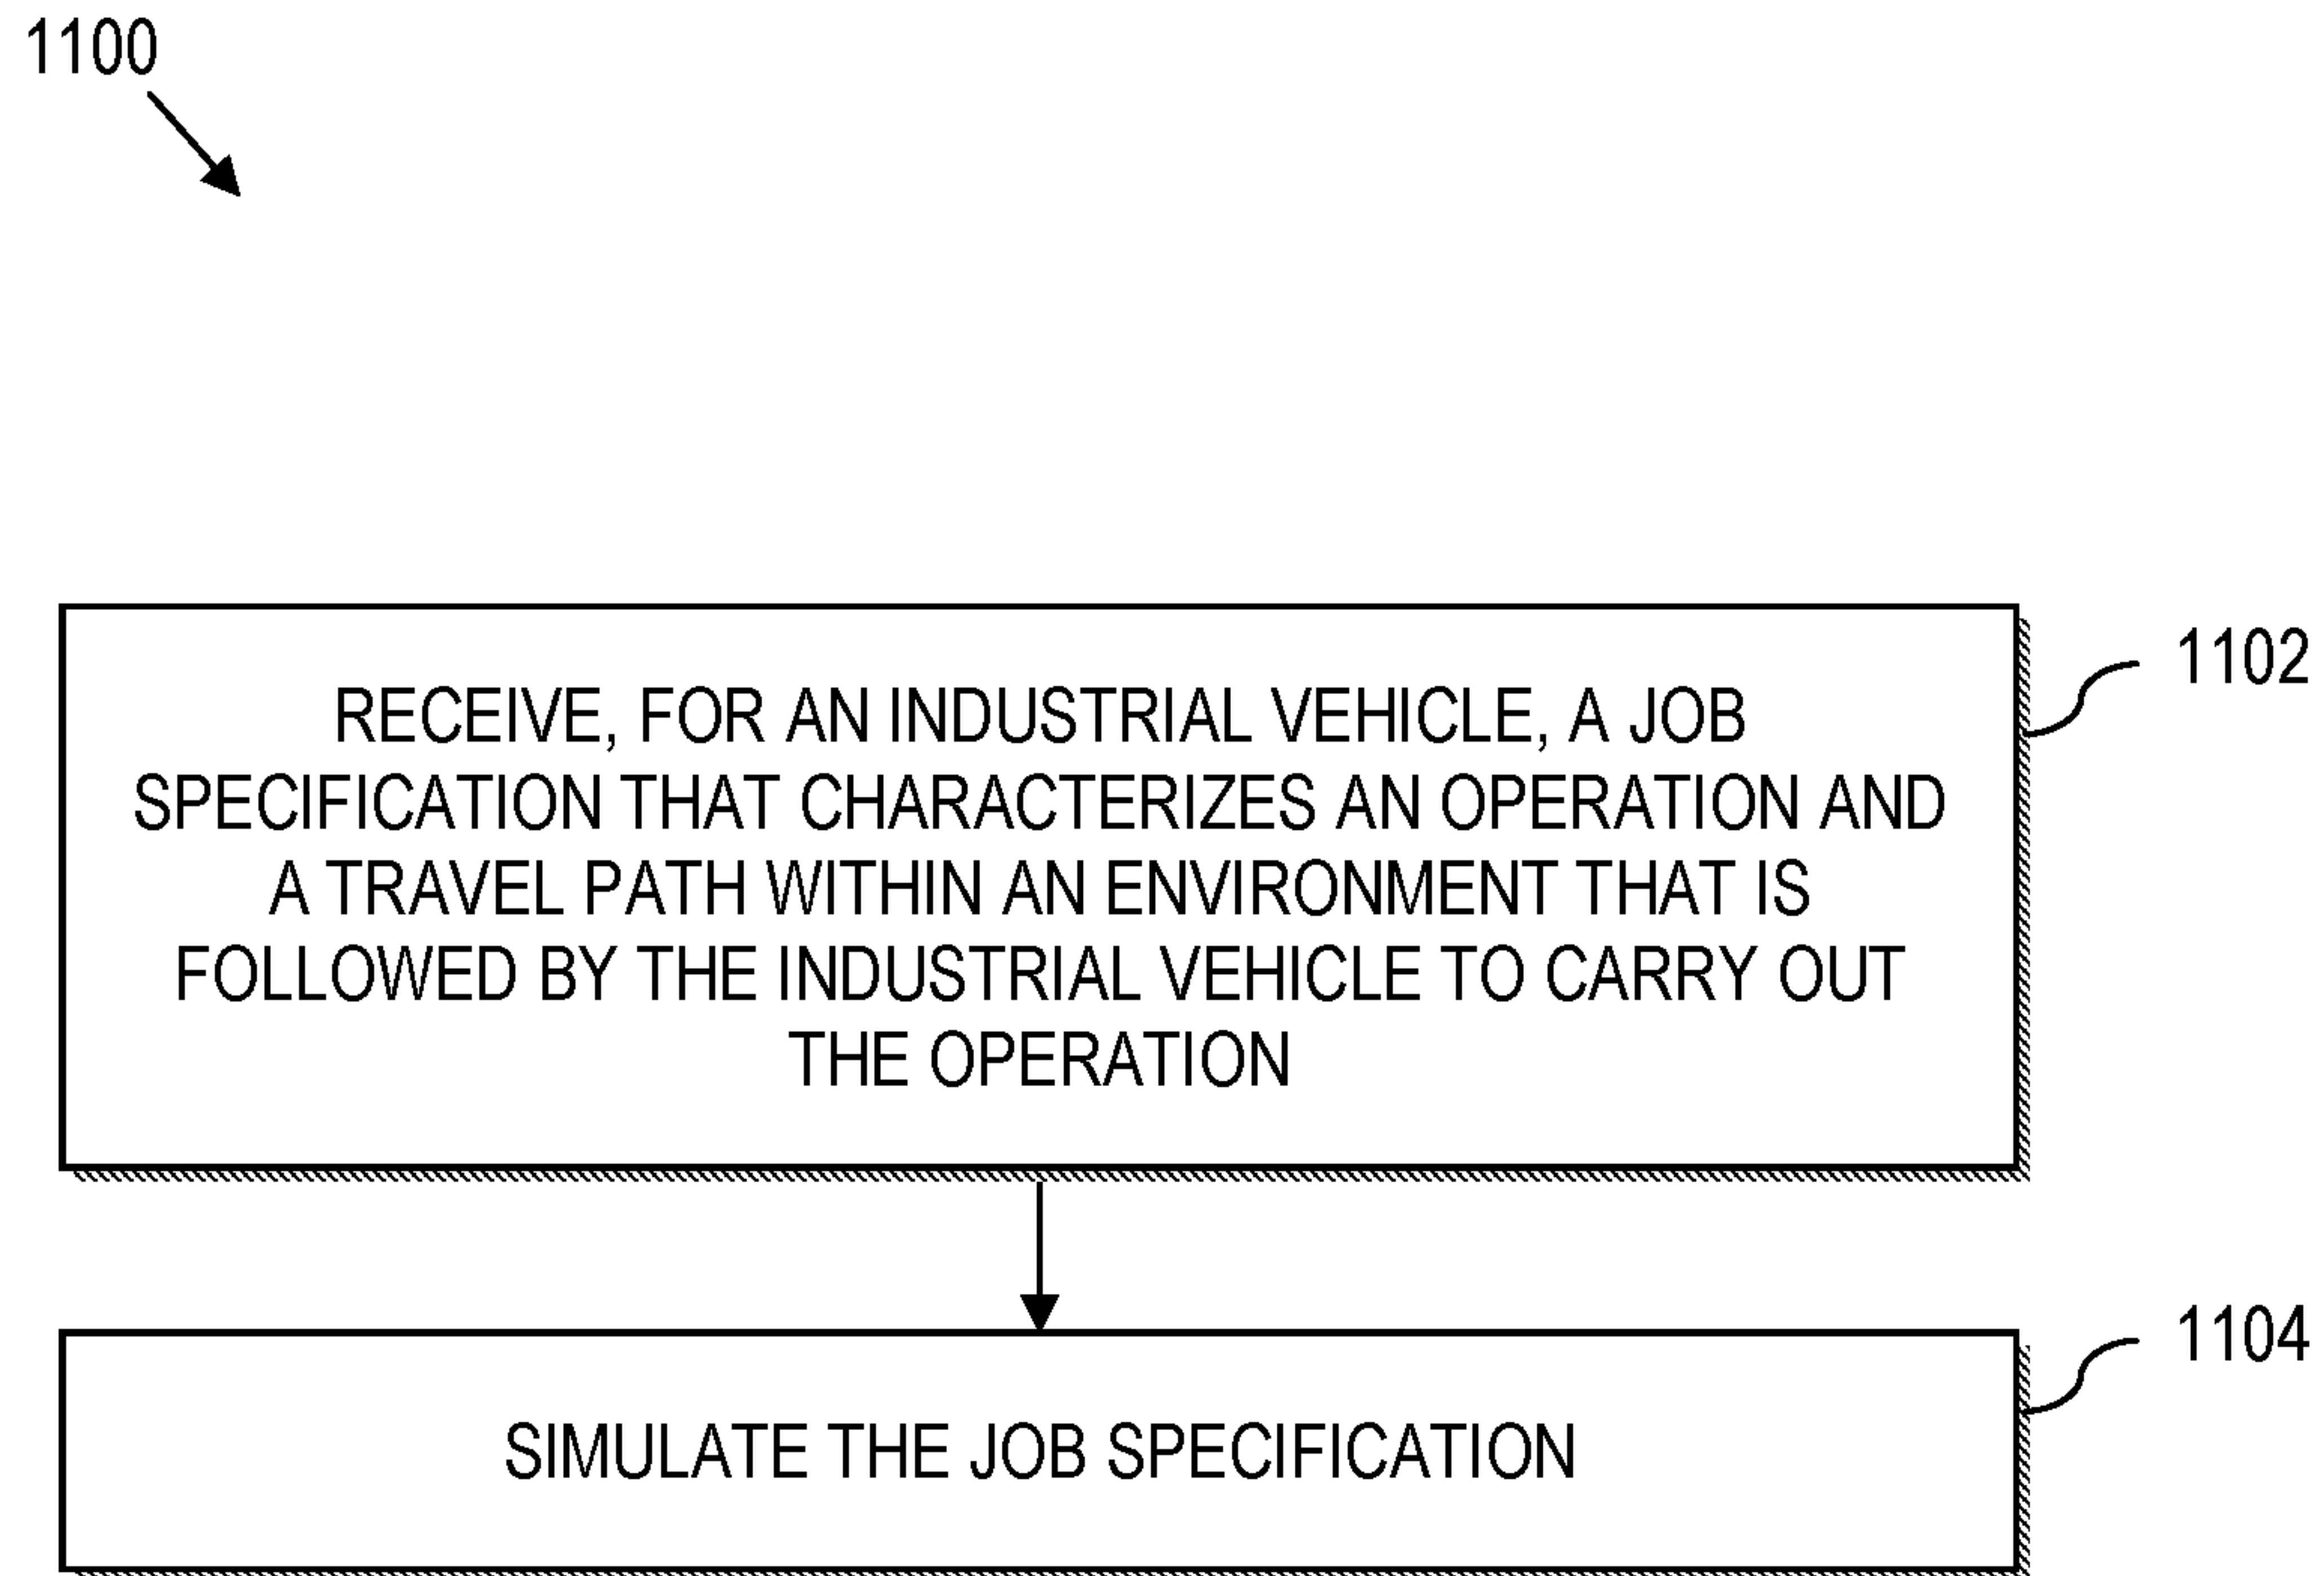 1100
RECEIVE, FOR AN INDUSTRIAL VEHICLE, A JOB
SPECIFICATION THAT CHARACTERIZES AN OPERATION AND
A TRAVEL PATH WITHIN AN ENVIRONMENT THAT IS
FOLLOWED BY THE INDUSTRIAL VEHICLE TO CARRY OUT
THE OPERATION
1102
SIMULATE THE JOB SPECIFICATION
1104